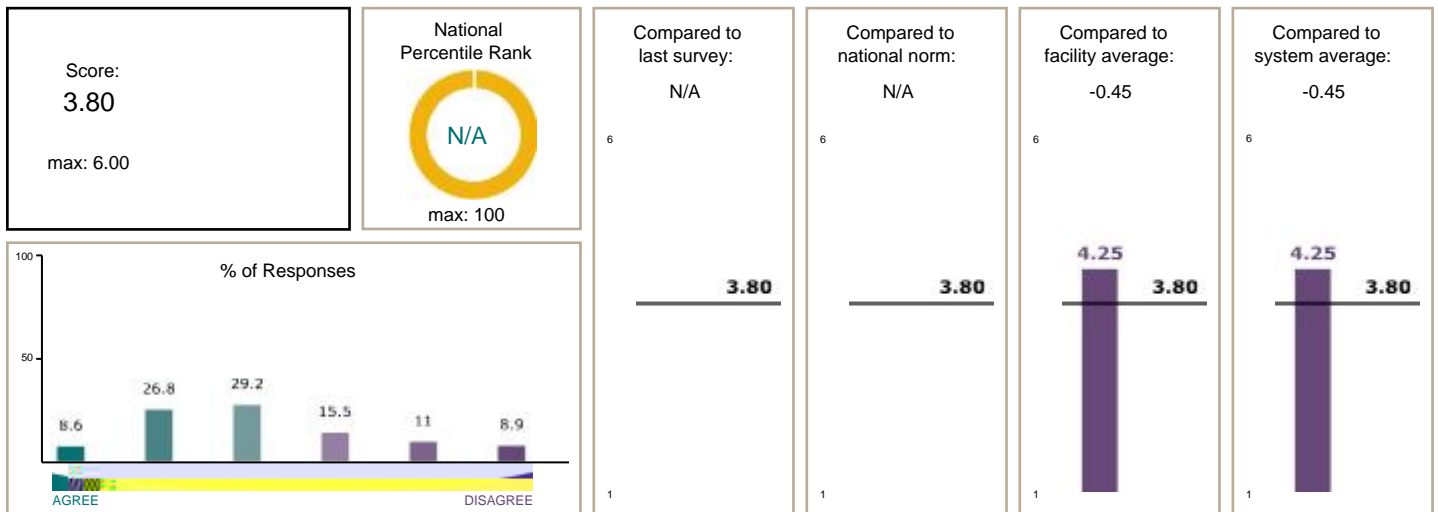 Score:
3.80
max: 6.00
National
Percentile Rank
N/A
max: 100
% of Responses
100
50
8.6
26.8
29.2
15.5
11
8.9
AGREE
DISAGREE
Compared to
last survey:
N/A
6
3.80
1
Compared to
national norm:
N/A
6
3.80
1
Compared to
facility average:
-0.45
6
4.25
3.80
1
Compared to
system average:
-0.45
6
4.25
3.80
1